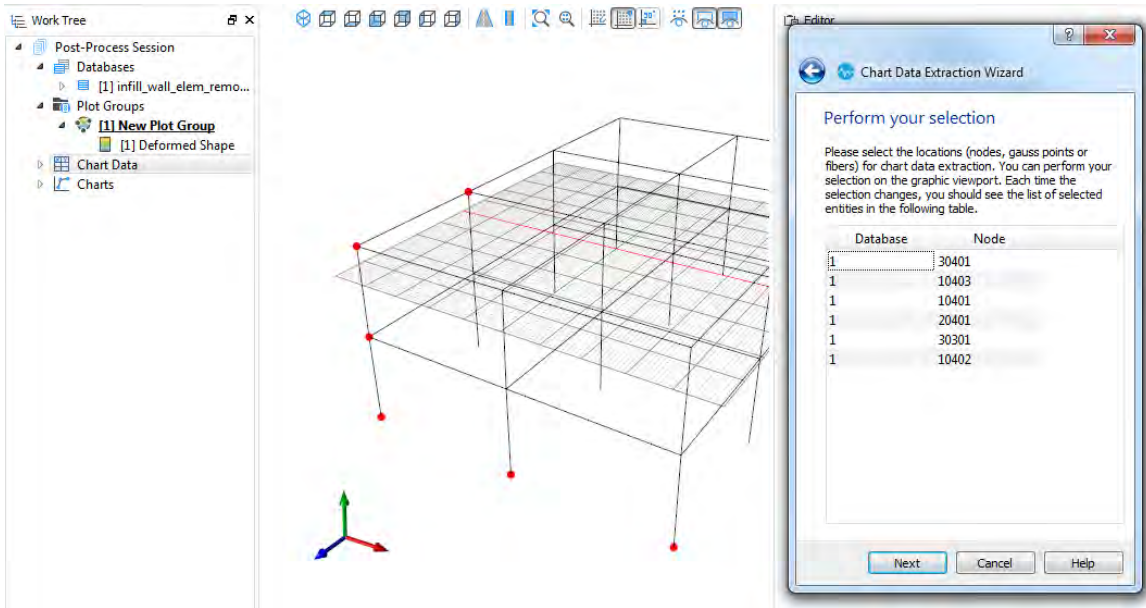 Work Tree
Post-Process Session
Databases
[1] infill_wall_elem_remo...
Plot Groups
[1] New Plot Group
[1] Deformed Shape
Chart Data
Charts
Editor
Chart Data Extraction Wizard
Perform your selection
Please select the locations (nodes, gauss points or
fibers) for chart data extraction. You can perform your
selection on the graphic viewport. Each time the
selection changes, you should see the list of selected
entities in the following table.
Database Node
1 30401
1 10403
1 10401
1 20401
1 30301
1 10402
Next Cancel Help